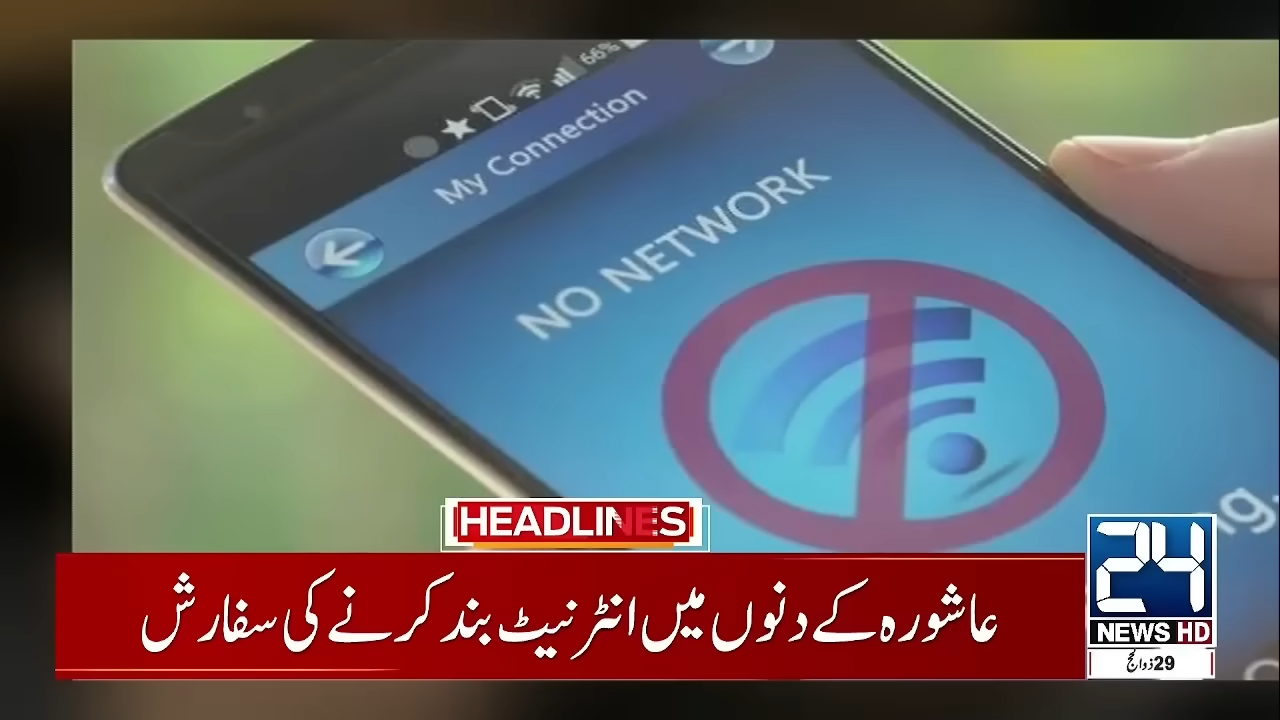 66%
My Connection
NO NETWORK
HEADLINES
عاشورہ کے دنوں میں انٹرنیٹ بند کرنے کی سفارش
24
NEWS HD
29 ذوالحج